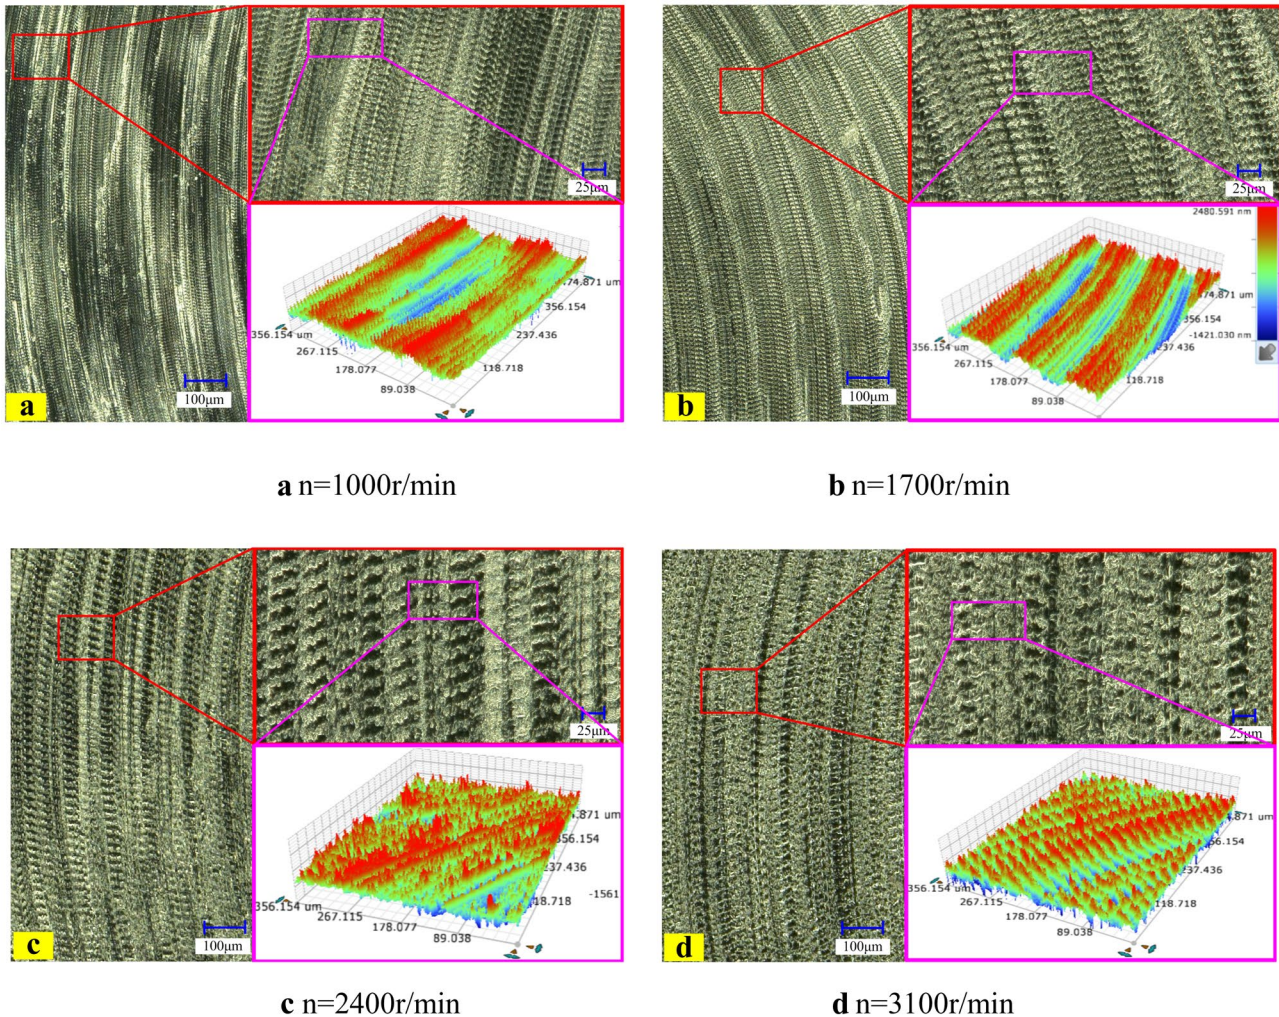 25μm
356.154 um
267.115
178.077
89.038
118.718
237.436
356.154
74.871 um
100μm
a
25μm
2480.591 nm
-1421.030 nm
356.154 um
267.115
178.077
89.038
118.718
237.436
356.154
74.871 um
100μm
b
a n=1000r/min
b n=1700r/min
25μm
356.154 um
267.115
178.077
89.038
18.718
237.436
356.154
.871 um
-1561
100μm
c
25μm
356.154 um
267.115
178.077
89.038
118.718
237.436
56.154
.871 um
100μm
d
c n=2400r/min
d n=3100r/min